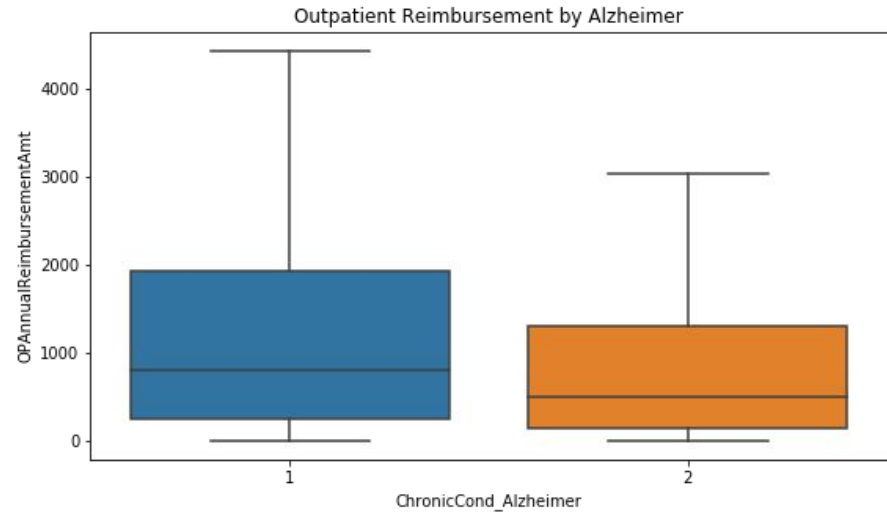 Outpatient Reimbursement by Alzheimer
OPAnnualReimbursementAmt
4000
3000
2000
1000
0
1 2
ChronicCond_Alzheimer